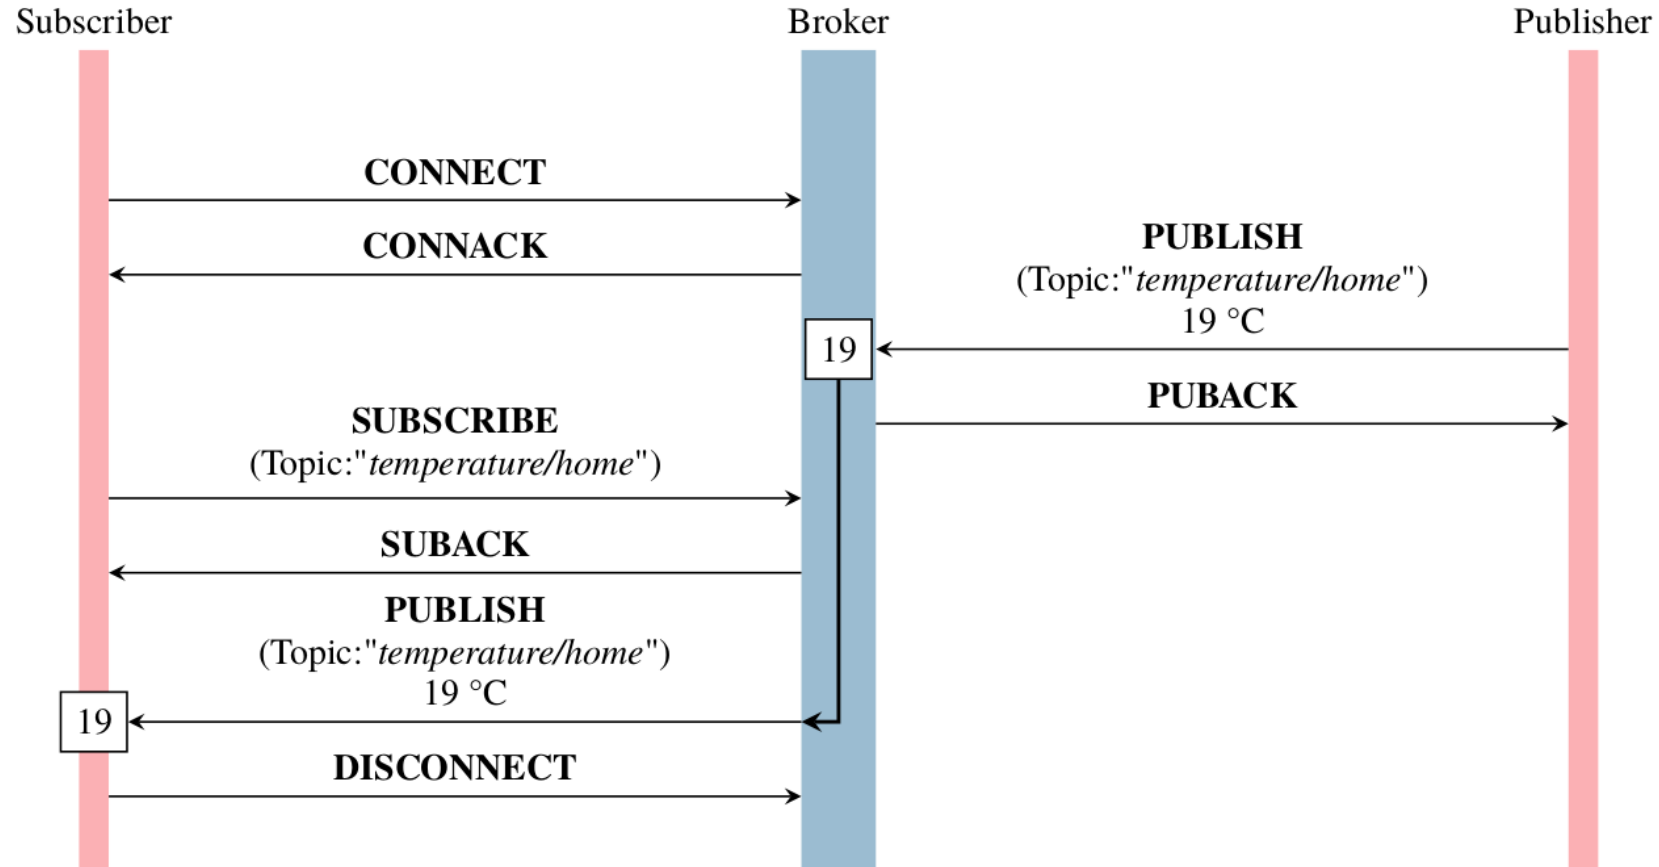 Subscriber
Broker
Publisher
CONNECT
CONNACK
PUBLISH
(Topic:"temperature/home")
19 °C
19
PUBACK
SUBSCRIBE
(Topic:"temperature/home")
SUBACK
PUBLISH
(Topic:"temperature/home")
19 °C
19
DISCONNECT